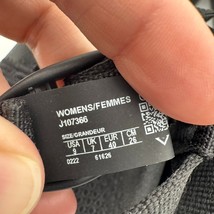 WOMENS/FEMMES
J107366
SIZE/GRANDEUR
USA UK EUR CM
9 7 40 26
0222 61626